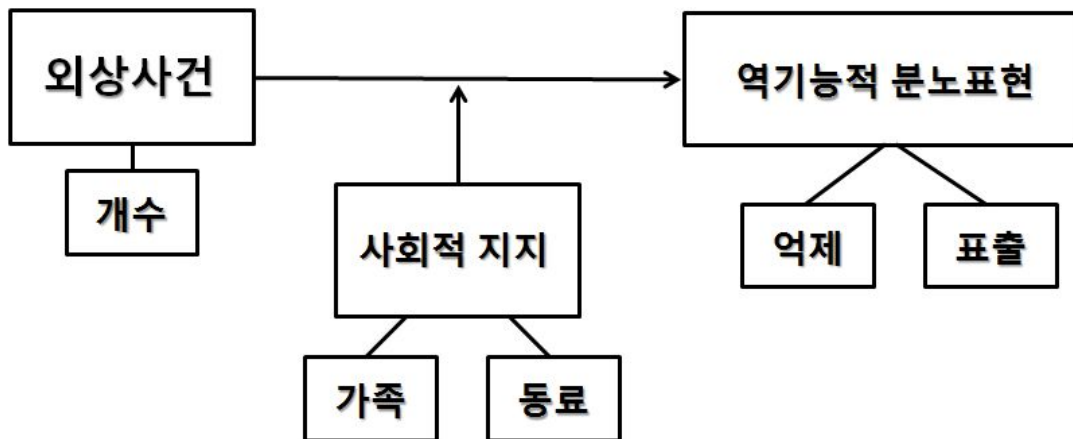 외상사건
역기능적 분노표현
개수
사회적 지지
억제
표출
가족
동료